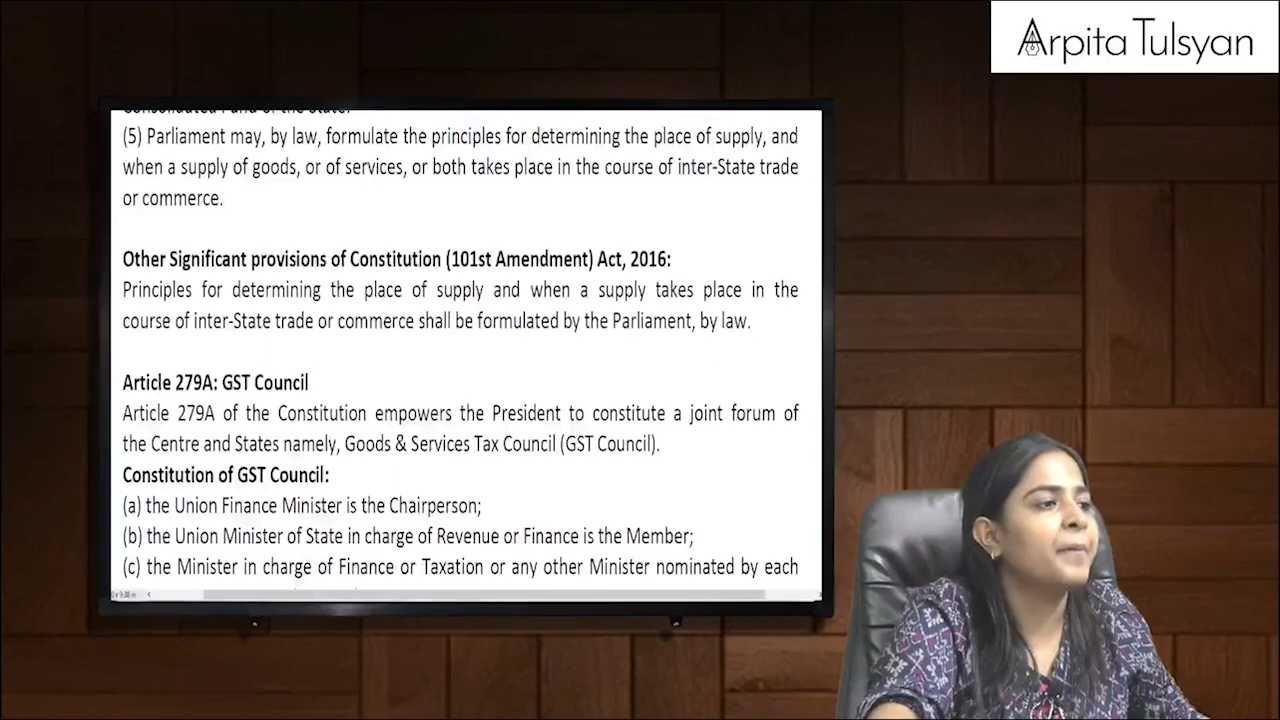 Arpita Tulsyan
(5) Parliament may, by law, formulate the principles for determining the place of supply, and
when a supply of goods, or of services, or both takes place in the course of inter-State trade
or commerce.
Other Significant provisions of Constitution (101st Amendment) Act, 2016:
Principles for determining the place of supply and when a supply takes place in the
course of inter-State trade or commerce shall be formulated by the Parliament, by law.
Article 279A: GST Council
Article 279A of the Constitution empowers the President to constitute a joint forum of
the Centre and States namely, Goods & Services Tax Council (GST Council).
Constitution of GST Council:
(a) the Union Finance Minister is the Chairperson;
(b) the Union Minister of State in charge of Revenue or Finance is the Member;
(c) the Minister in charge of Finance or Taxation or any other Minister nominated by each